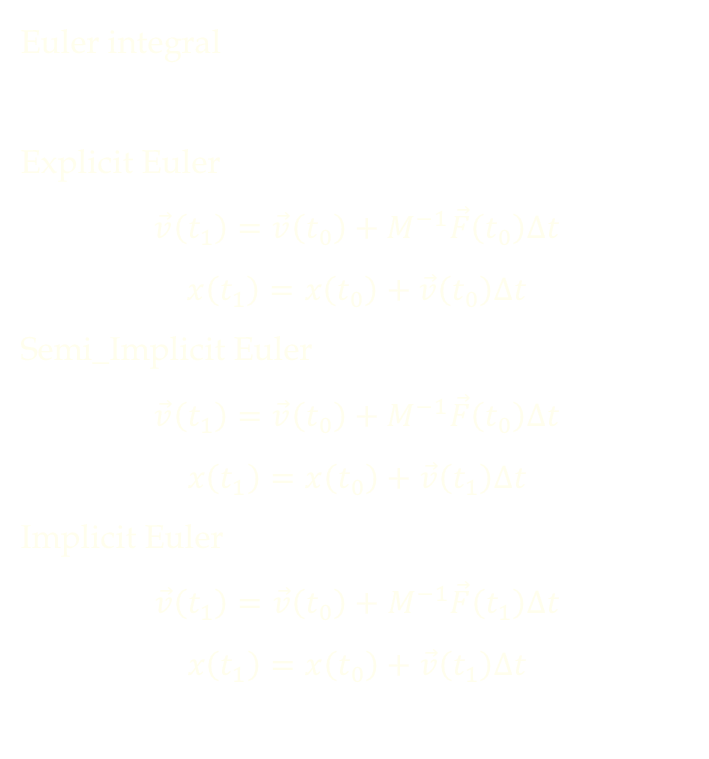 Euler integral
Explicit Euler
v⃗(t₁) = v⃗(t₀) + M⁻¹F⃗(t₀)Δt
x(t₁) = x(t₀) + v⃗(t₀)Δt
Semi_Implicit Euler
v⃗(t₁) = v⃗(t₀) + M⁻¹F⃗(t₀)Δt
x(t₁) = x(t₀) + v⃗(t₁)Δt
Implicit Euler
v⃗(t₁) = v⃗(t₀) + M⁻¹F⃗(t₁)Δt
x(t₁) = x(t₀) + v⃗(t₁)Δt